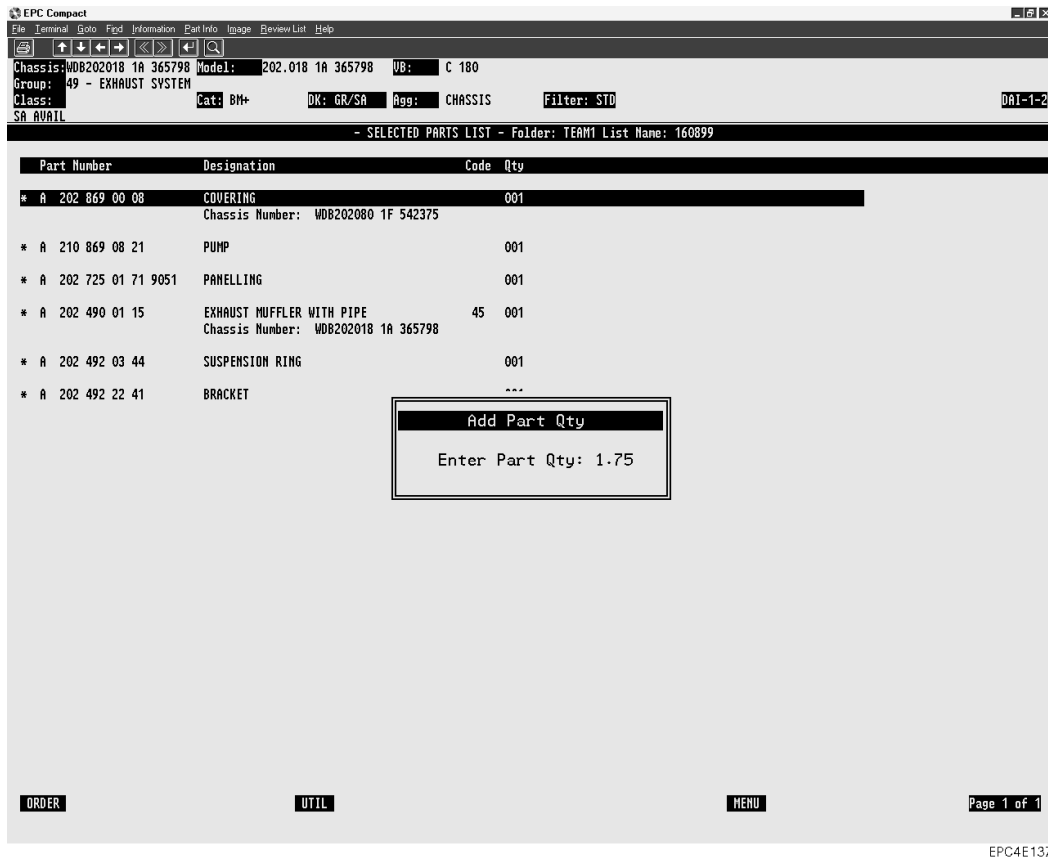 EPC Compact
File Terminal Goto Find Information Part Info Image Review List Help
Chassis:WDB202018 1A 365798 Model: 202.018 1A 365798 VB: C 180
Group: 49 - EXHAUST SYSTEM
Class: Cat: BM+ DK: GR/SA Agg: CHASSIS Filter: STD DAI-1-2
SA AVAIL
- SELECTED PARTS LIST - Folder: TEAM1 List Name: 160899
Part Number Designation Code Qty
* A 202 869 00 08 COVERING 001
Chassis Number: WDB202080 1F 542375
* A 210 869 08 21 PUMP 001
* A 202 725 01 71 9051 PANELLING 001
* A 202 490 01 15 EXHAUST MUFFLER WITH PIPE 45 001
Chassis Number: WDB202018 1A 365798
* A 202 492 03 44 SUSPENSION RING 001
* A 202 492 22 41 BRACKET
Add Part Qty
Enter Part Qty: 1.75
ORDER UTIL MENU Page 1 of 1
EPC4E137